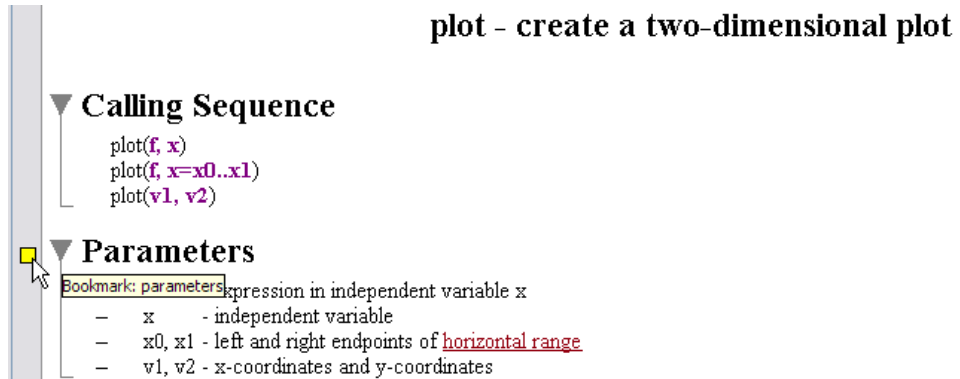 plot - create a two-dimensional plot
Calling Sequence
plot(f, x)
plot(f, x=x0..x1)
plot(v1, v2)
Parameters
Bookmark: parameters xpression in independent variable x
– x - independent variable
– x0, x1 - left and right endpoints of horizontal range
– v1, v2 - x-coordinates and y-coordinates